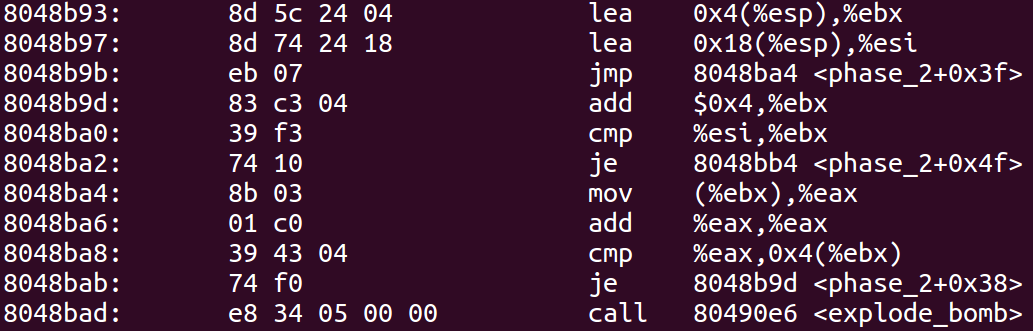 8048b93: 8d 5c 24 04 lea 0x4(%esp),%ebx
8048b97: 8d 74 24 18 lea 0x18(%esp),%esi
8048b9b: eb 07 jmp 8048ba4 <phase_2+0x3f>
8048b9d: 83 c3 04 add $0x4,%ebx
8048ba0: 39 f3 cmp %esi,%ebx
8048ba2: 74 10 je 8048bb4 <phase_2+0x4f>
8048ba4: 8b 03 mov (%ebx),%eax
8048ba6: 01 c0 add %eax,%eax
8048ba8: 39 43 04 cmp %eax,0x4(%ebx)
8048bab: 74 f0 je 8048b9d <phase_2+0x38>
8048bad: e8 34 05 00 00 call 80490e6 <explode_bomb>